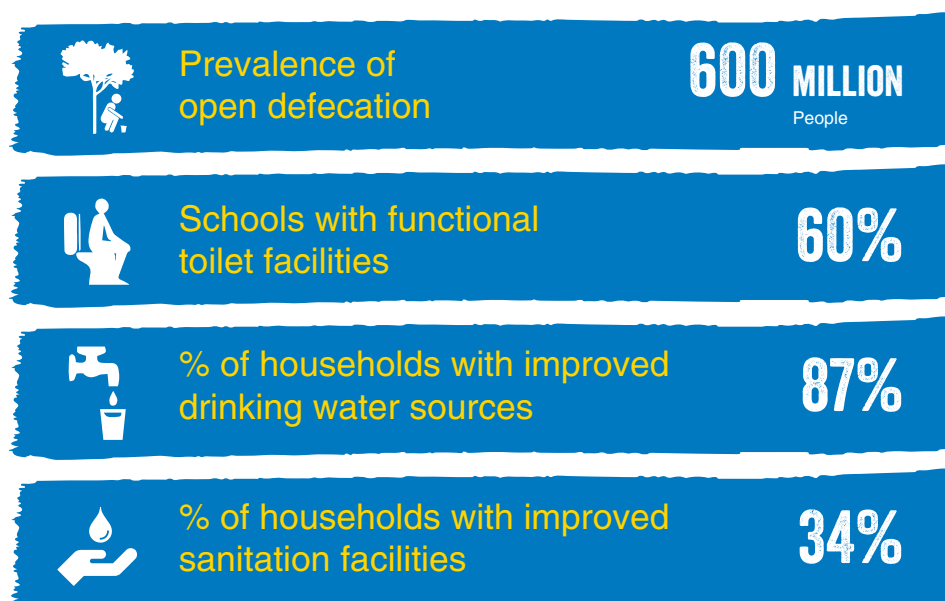 Prevalence of
open defecation
600 MILLION
People
Schools with functional
toilet facilities
60%
% of households with improved
drinking water sources
87%
% of households with improved
sanitation facilities
34%